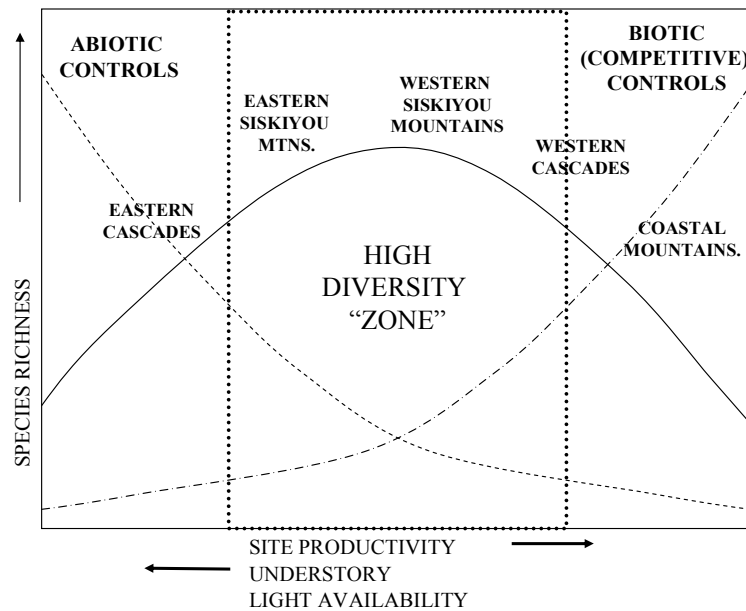 ABIOTIC
CONTROLS
BIOTIC
(COMPETITIVE)
CONTROLS
EASTERN
SISKIYOU
MTNS.
WESTERN
SISKIYOU
MOUNTAINS
WESTERN
CASCADES
EASTERN
CASCADES
COASTAL
MOUNTAINS.
HIGH
DIVERSITY
“ZONE”
SPECIES RICHNESS
SITE PRODUCTIVITY
UNDERSTORY
LIGHT AVAILABILITY